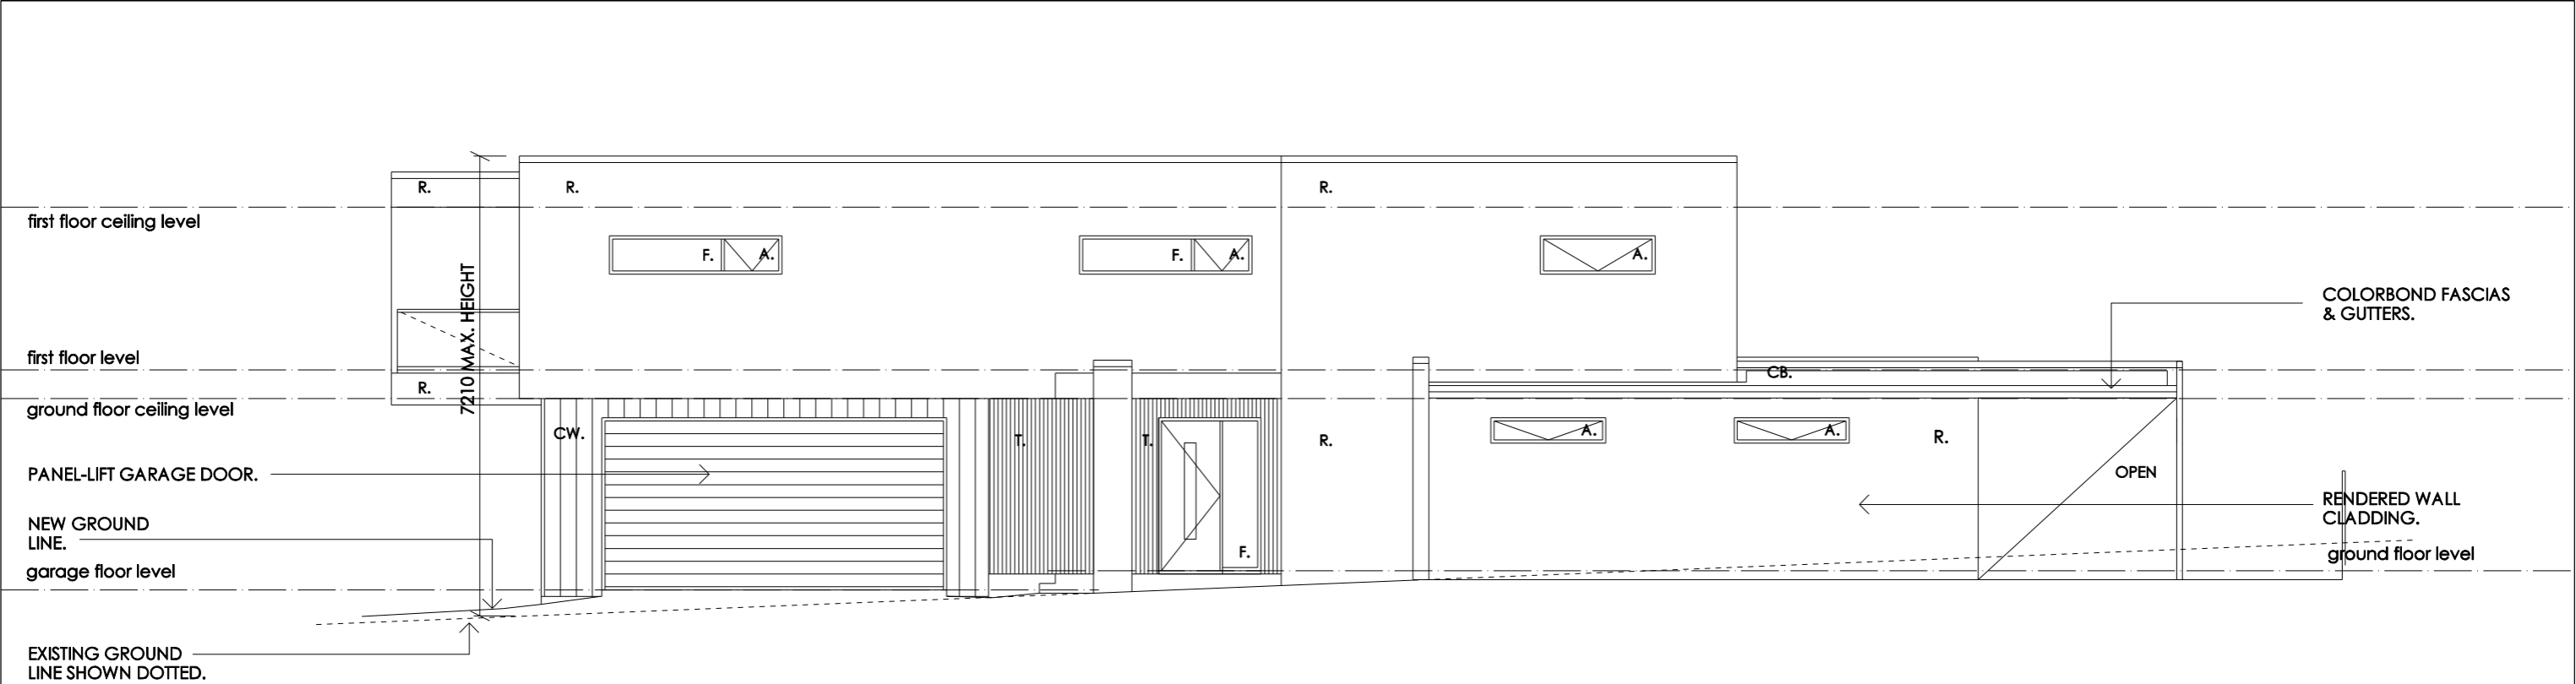 R.
R.
R.
first floor ceiling level
F.
A.
F.
A.
A.
7210 MAX. HEIGHT
COLORBOND FASCIAS
& GUTTERS.
first floor level
CB.
R.
ground floor ceiling level
CW.
T.
T.
R.
A.
A.
R.
PANEL-LIFT GARAGE DOOR.
OPEN
RENDERED WALL
CLADDING.
NEW GROUND
LINE.
F.
ground floor level
garage floor level
EXISTING GROUND
LINE SHOWN DOTTED.